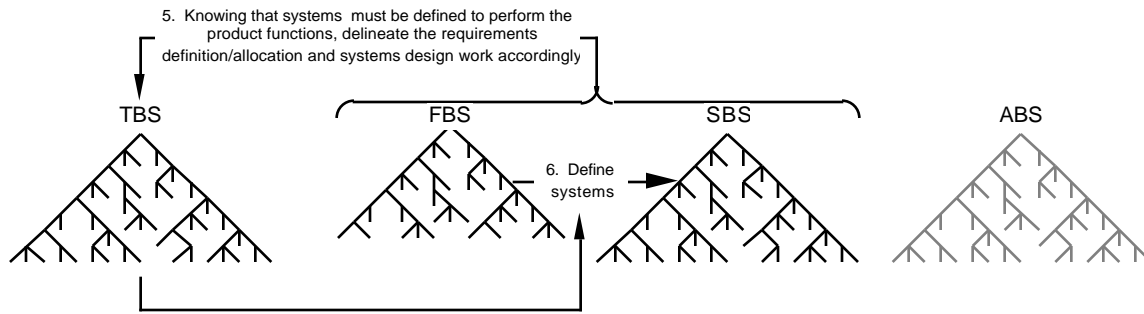 5. Knowing that systems must be defined to perform the
product functions, delineate the requirements
definition/allocation and systems design work accordingly
TBS
FBS
SBS
ABS
6. Define
systems